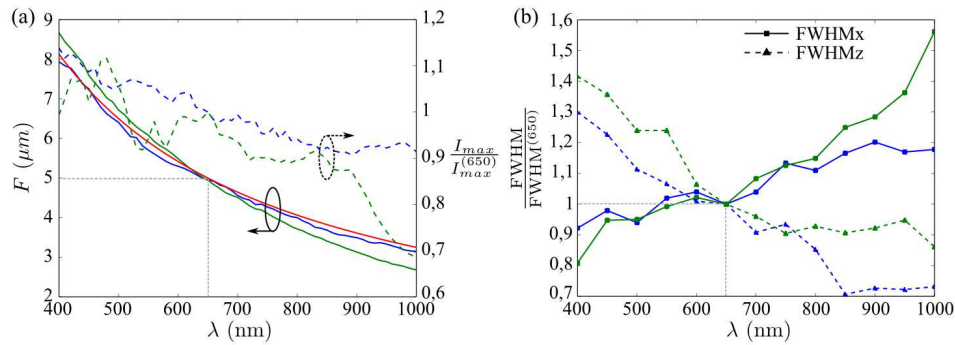 (a)
9
8
7
6
5
4
3
2
F (μm)
1,2
1,1
1
0,9
0,8
0,7
0,6
I_max / I_max^(650)
400 500 600 700 800 900 1000
λ (nm)
(b)
1,6
1,5
1,4
1,3
1,2
1,1
1
0,9
0,8
0,7
FWHM / FWHM^(650)
FWHMx
FWHMz
400 500 600 700 800 900 1000
λ (nm)